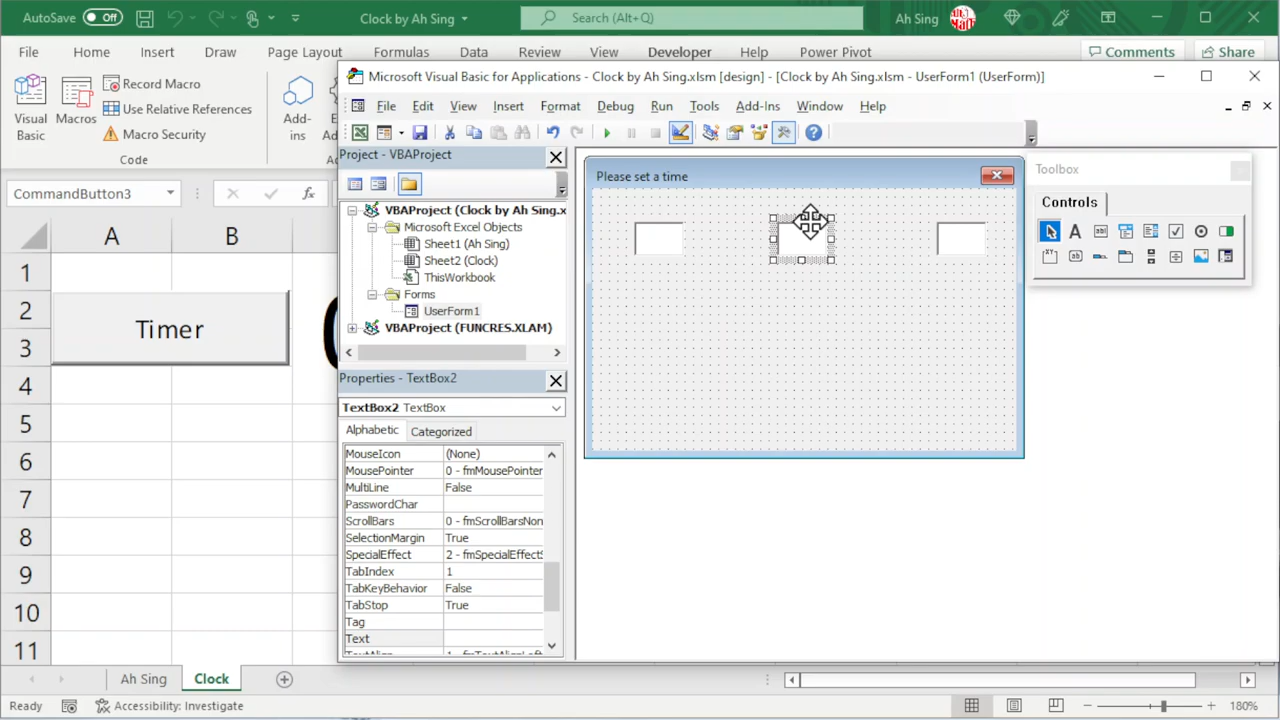 AutoSave Off Clock by Ah Sing Search (Alt+Q) Ah Sing
File Home Insert Draw Page Layout Formulas Data Review View Developer Help Power Pivot Comments Share
Visual Basic
Macros
Record Macro
Use Relative References
Macro Security
Code
Add-ins
CommandButton3
fx
A B
1
2
3
4
5
6
7
8
9
10
11
Timer
Microsoft Visual Basic for Applications - Clock by Ah Sing.xlsm [design] - [Clock by Ah Sing.xlsm - UserForm1 (UserForm)]
File Edit View Insert Format Debug Run Tools Add-Ins Window Help
Project - VBAProject
VBAProject (Clock by Ah Sing.x
Microsoft Excel Objects
Sheet1 (Ah Sing)
Sheet2 (Clock)
ThisWorkbook
Forms
UserForm1
VBAProject (FUNCRES.XLAM)
Properties - TextBox2
TextBox2 TextBox
Alphabetic Categorized
MouseIcon (None)
MousePointer 0 - fmMousePointer
MultiLine False
PasswordChar
ScrollBars 0 - fmScrollBarsNon
SelectionMargin True
SpecialEffect 2 - fmSpecialEffectS
TabIndex 1
TabKeyBehavior False
TabStop True
Tag
Text
Please set a time
Toolbox
Controls
Ah Sing Clock
Ready Accessibility: Investigate 180%